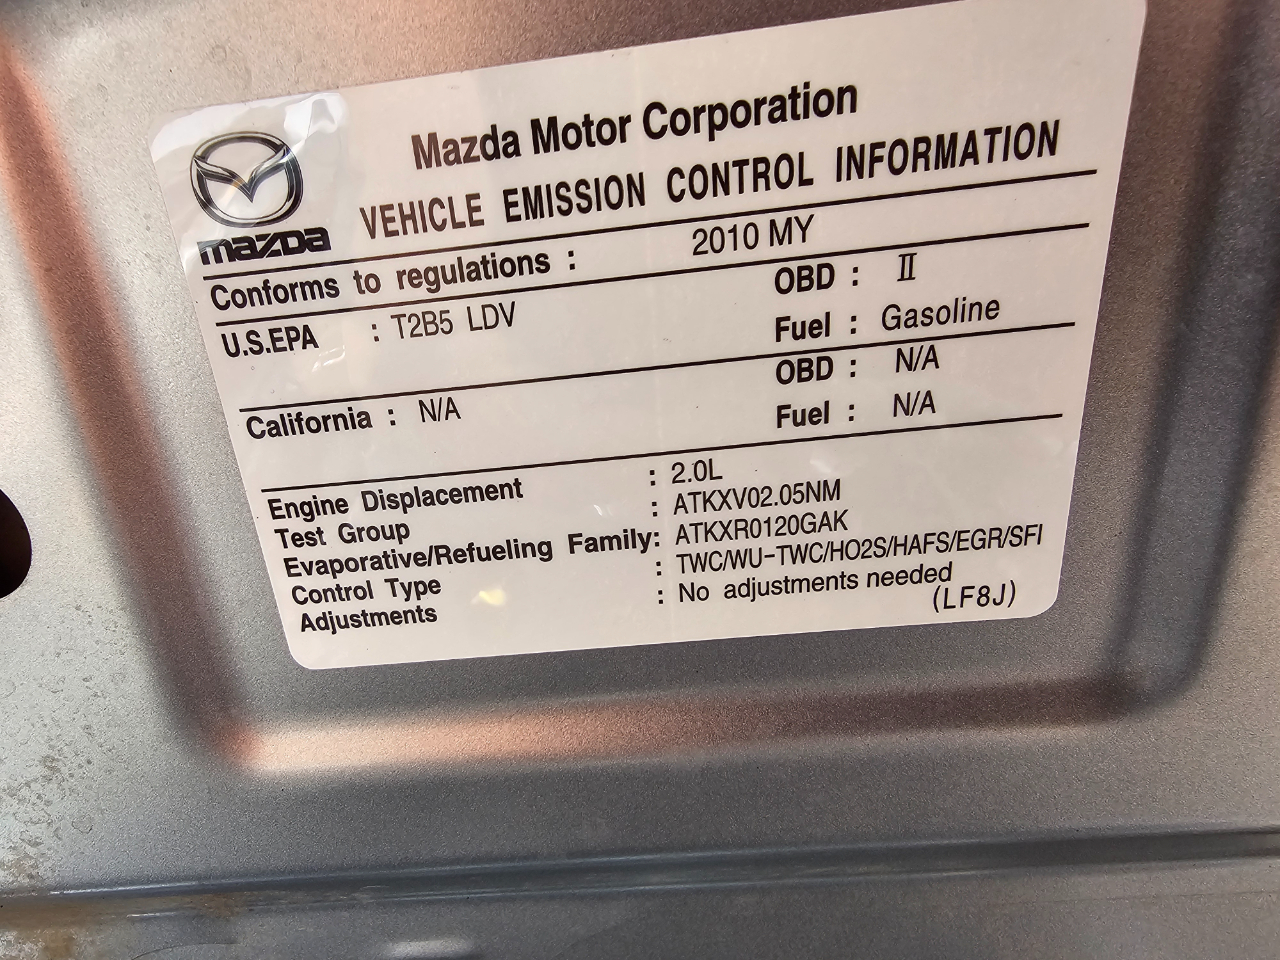 Mazda Motor Corporation
VEHICLE EMISSION CONTROL INFORMATION
mazda
Conforms to regulations : 2010 MY
U.S.EPA : T2B5 LDV OBD : II
Fuel : Gasoline
California : N/A OBD : N/A
Fuel : N/A
Engine Displacement : 2.0L
Test Group : ATKXV02.05NM
Evaporative/Refueling Family: ATKXR0120GAK
Control Type : TWC/WU-TWC/HO2S/HAFS/EGR/SFI
Adjustments : No adjustments needed
(LF8J)